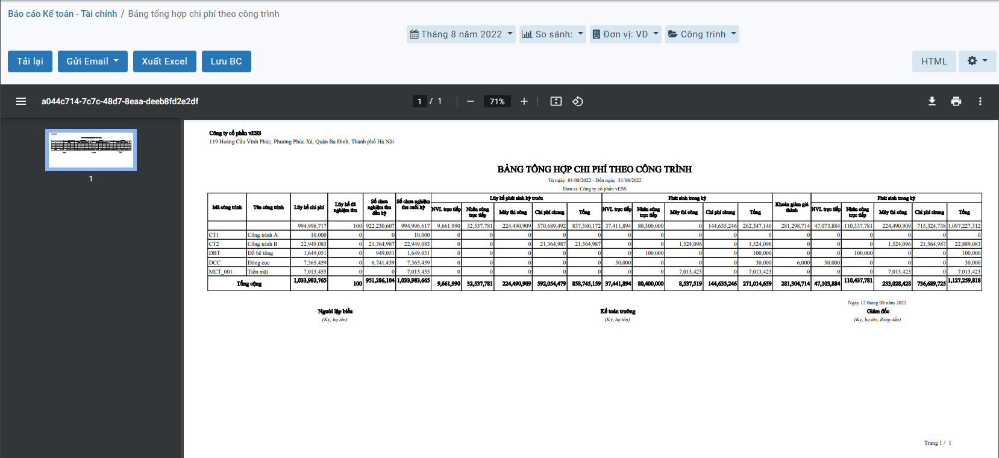 Báo cáo Kế toán - Tài chính / Bảng tổng hợp chi phí theo công trình
Tháng 8 năm 2022 So sánh: Đơn vị: VD Công trình
Tải lại Gửi Email Xuất Excel Lưu BC HTML
a044c714-7c7c-48d7-8eaa-deeb8fd2e2df 1 / 1 71%
1
Công ty cổ phần vESS
119 Hoàng Cầu Vĩnh Phúc, Phường Phúc Xá, Quận Ba Đình, Thành phố Hà Nội
BẢNG TỔNG HỢP CHI PHÍ THEO CÔNG TRÌNH
Từ ngày: 01/08/2022 - Đến ngày: 31/08/2022
Đơn vị: Công ty cổ phần vESS
Mã công trình Tên công trình Lũy kế chi phí Lũy kế đã nghiệm thu Số chưa nghiệm thu đầu kỳ Số chưa nghiệm thu cuối kỳ Lũy kế phát sinh kỳ trước Phát sinh trong kỳ Khoản giảm giá thành Phát sinh trong kỳ
NVL trực tiếp Nhân công trực tiếp Máy thi công Chi phí chung Tổng NVL trực tiếp Nhân công trực tiếp Máy thi công Chi phí chung Tổng NVL trực tiếp Nhân công trực tiếp Máy thi công Chi phí chung Tổng
994,996,717 100 922,230,607 994,996,617 9,661,990 32,537,781 224,490,909 570,689,492 837,380,172 37,411,894 80,300,000 0 144,635,246 262,347,140 281,298,714 47,073,884 110,337,781 224,490,909 715,324,738 1,097,227,312
CT1 Công trình A 10,000 0 0 10,000 0 0 0 0 0 0 0 0 0 0 0 0 0 0 0 0
CT2 Công trình B 22,949,083 0 21,364,987 22,949,083 0 0 0 21,364,987 21,364,987 0 0 1,524,096 0 1,524,096 0 0 0 1,524,096 21,364,987 22,889,083
DBT Đổ bê tông 1,649,051 0 949,051 1,649,051 0 0 0 0 0 0 100,000 0 0 100,000 0 0 100,000 0 0 100,000
DCC Đóng cọc 7,365,459 0 6,741,459 7,365,459 0 0 0 0 0 30,000 0 0 0 30,000 6,000 30,000 0 0 0 30,000
MCT_001 Tiền mặt 7,013,455 0 0 7,013,455 0 0 0 0 0 0 0 7,013,423 0 7,013,423 0 0 0 7,013,423 0 7,013,423
Tổng cộng 1,033,983,765 100 951,286,104 1,033,983,665 9,661,990 32,537,781 224,490,909 592,054,479 858,745,159 37,441,894 80,400,000 8,537,519 144,635,246 271,014,659 281,304,714 47,103,884 110,437,781 233,028,428 736,689,725 1,127,259,818
Ngày 12 tháng 08 năm 2022
Người lập biểu Kế toán trưởng Giám đốc
(Ký, họ tên) (Ký, họ tên) (Ký, họ tên, đóng dấu)
Trang 1 / 1